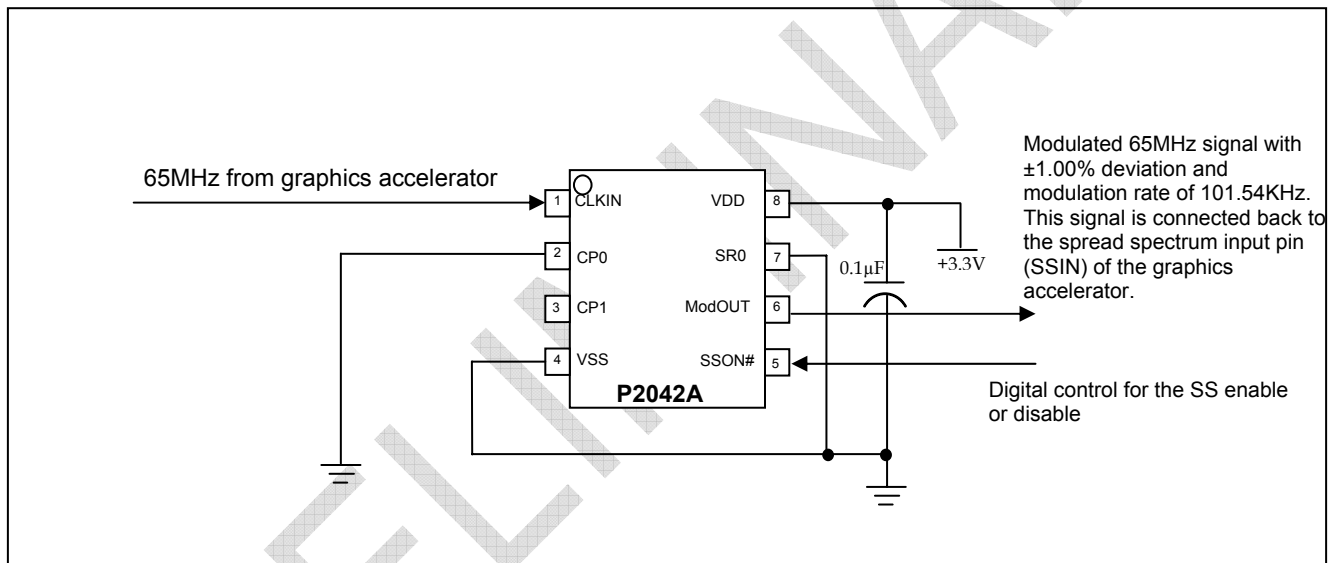 65MHz from graphics accelerator
1 CLKIN
2 CP0
3 CP1
4 VSS
VDD 8
SR0 7
ModOUT 6
SSON# 5
P2042A
0.1µF
+3.3V
Modulated 65MHz signal with
±1.00% deviation and
modulation rate of 101.54KHz.
This signal is connected back to
the spread spectrum input pin
(SSIN) of the graphics
accelerator.
Digital control for the SS enable
or disable